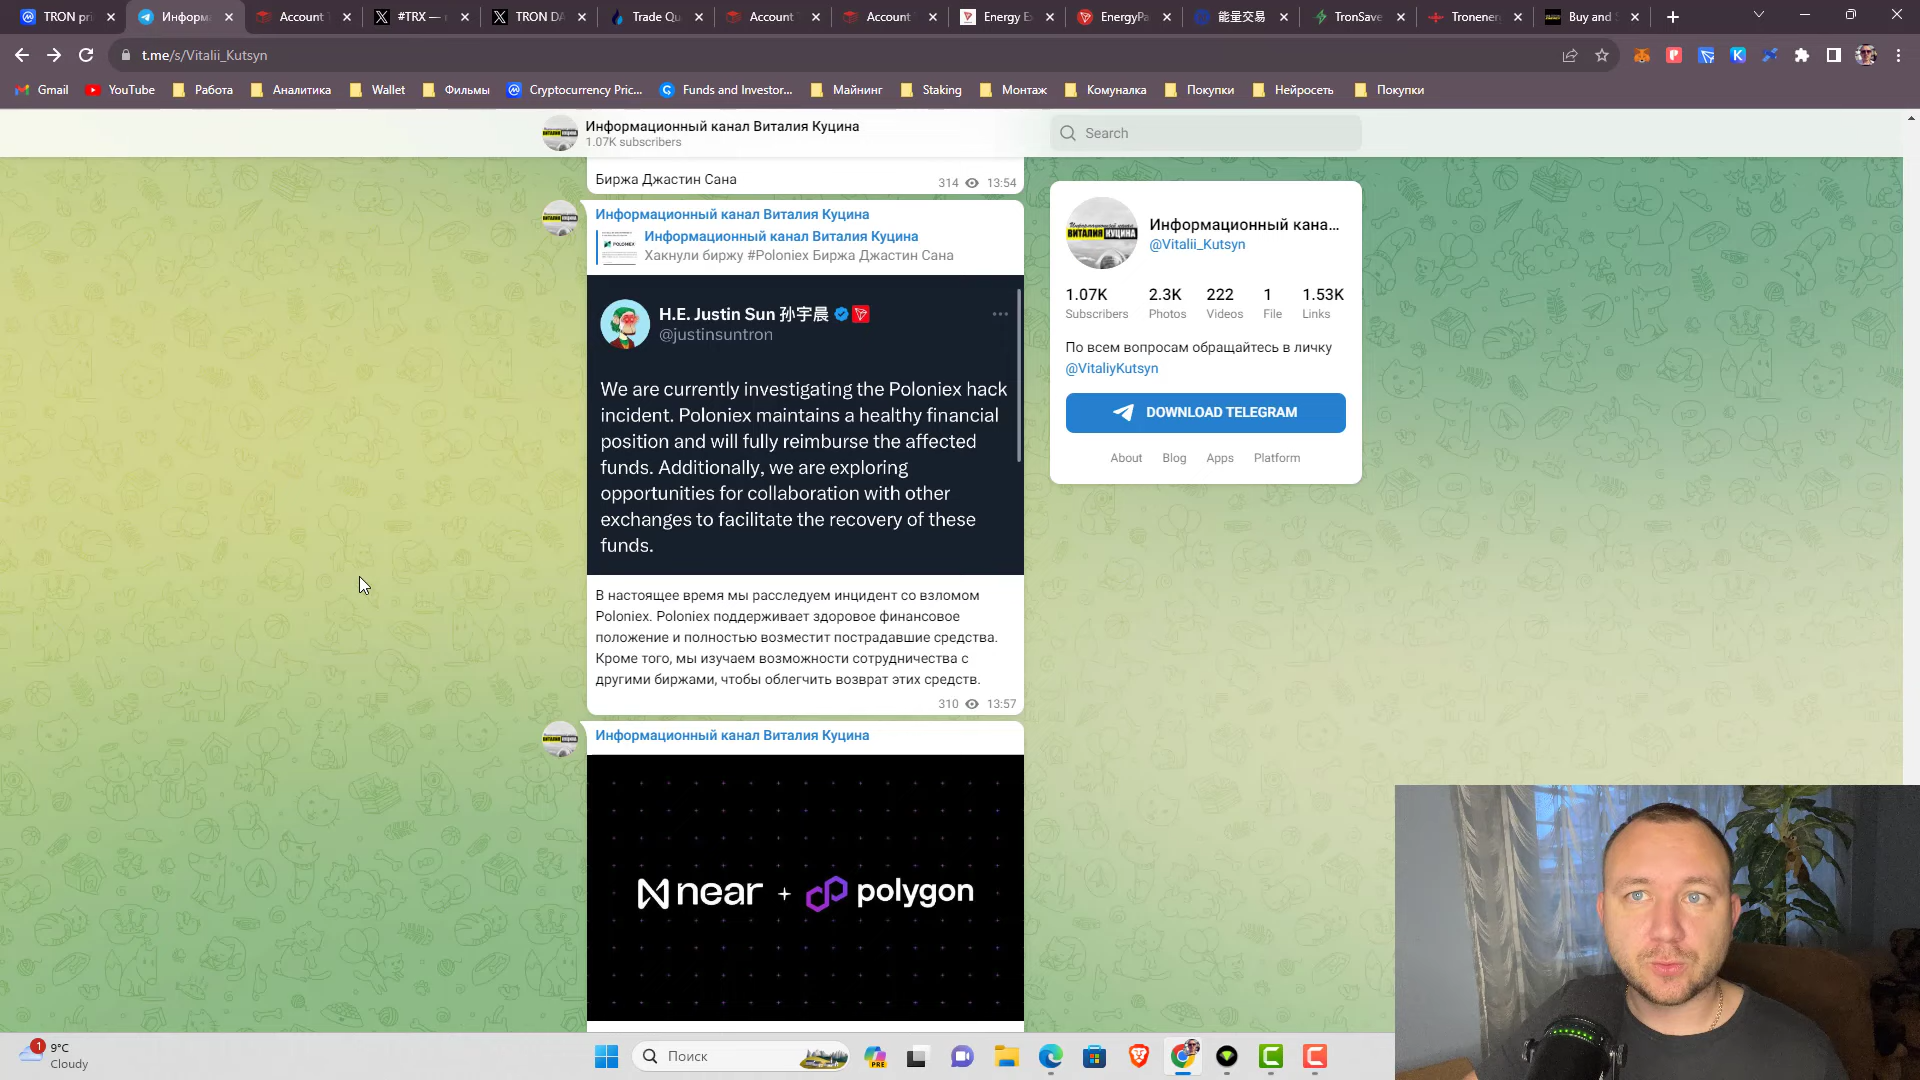 TRON pri
Информ
Account
#TRX —
TRON DA
Trade Qu
Account
Account
Energy E
EnergyPa
能量交易
TronSave
Tronener
Buy and
t.me/s/Vitalii_Kutsyn
Gmail
YouTube
Работа
Аналитика
Wallet
Фильмы
Cryptocurrency Pric...
Funds and Investor...
Майнинг
Staking
Монтаж
Комуналка
Покупки
Нейросеть
Покупки
Информационный канал Виталия Куцина
1.07K subscribers
Search
Биржа Джастин Сана
314 13:54
Информационный канал Виталия Куцина
Информационный канал Виталия Куцина
POLONIEX
Хакнули биржу #Poloniex Биржа Джастин Сана
H.E. Justin Sun 孙宇晨
@justinsuntron
We are currently investigating the Poloniex hack
incident. Poloniex maintains a healthy financial
position and will fully reimburse the affected
funds. Additionally, we are exploring
opportunities for collaboration with other
exchanges to facilitate the recovery of these
funds.
В настоящее время мы расследуем инцидент со взломом
Poloniex. Poloniex поддерживает здоровое финансовое
положение и полностью возместит пострадавшие средства.
Кроме того, мы изучаем возможности сотрудничества с
другими биржами, чтобы облегчить возврат этих средств.
310 13:57
Информационный канал Виталия Куцина
near + polygon
ВИТАЛИЯ КУЦИНА
Информационный кана...
@Vitalii_Kutsyn
1.07K 2.3K 222 1 1.53K
Subscribers Photos Videos File Links
По всем вопросам обращайтесь в личку
@VitaliyKutsyn
DOWNLOAD TELEGRAM
About Blog Apps Platform
1
9°C
Cloudy
Поиск
PRE